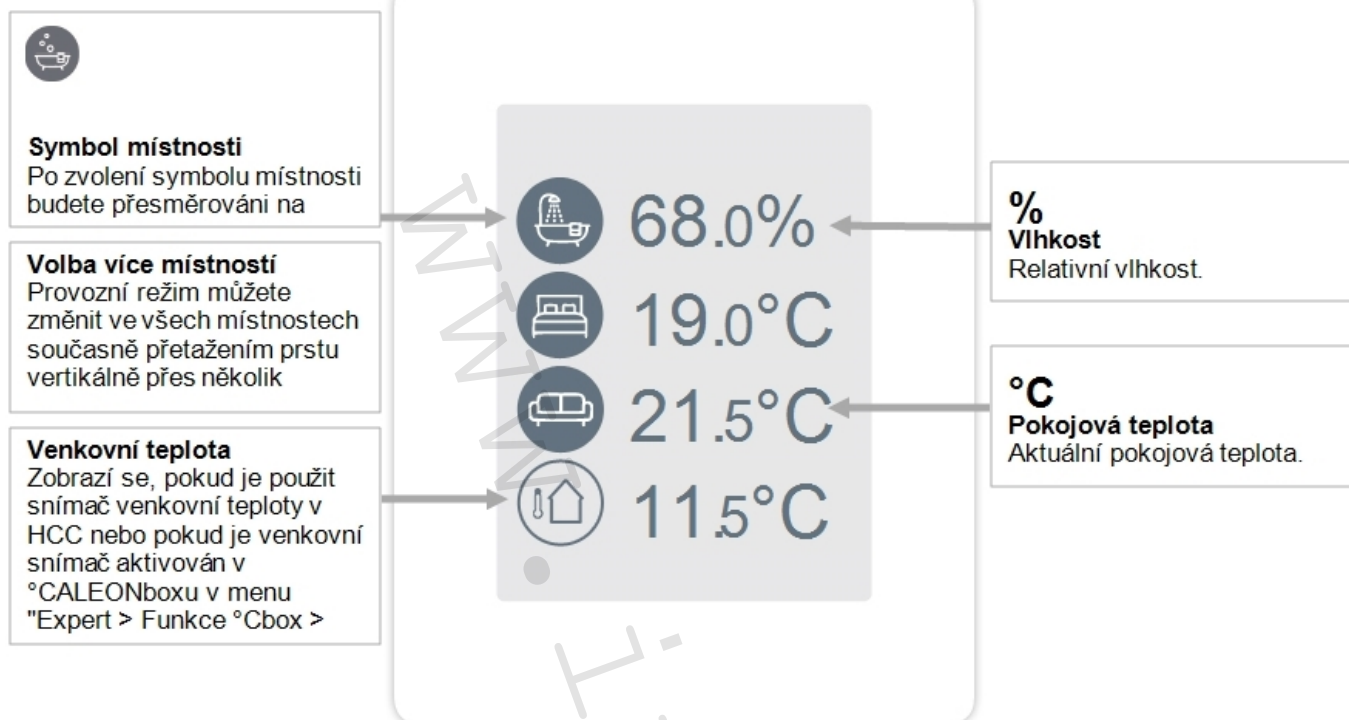 Symbol místnosti
Po zvolení symbolu místnosti
budete přesměrováni na
Volba více místností
Provozní režim můžete
změnit ve všech místnostech
současně přetažením prstu
vertikálně přes několik
Venkovní teplota
Zobrazí se, pokud je použit
snímač venkovní teploty v
HCC nebo pokud je venkovní
snímač aktivován v
°CALEONboxu v menu
"Expert > Funkce °Cbox >
68.0%
19.0°C
21.5°C
11.5°C
%
Vlhkost
Relativní vlhkost.
°C
Pokojová teplota
Aktuální pokojová teplota.
www.i